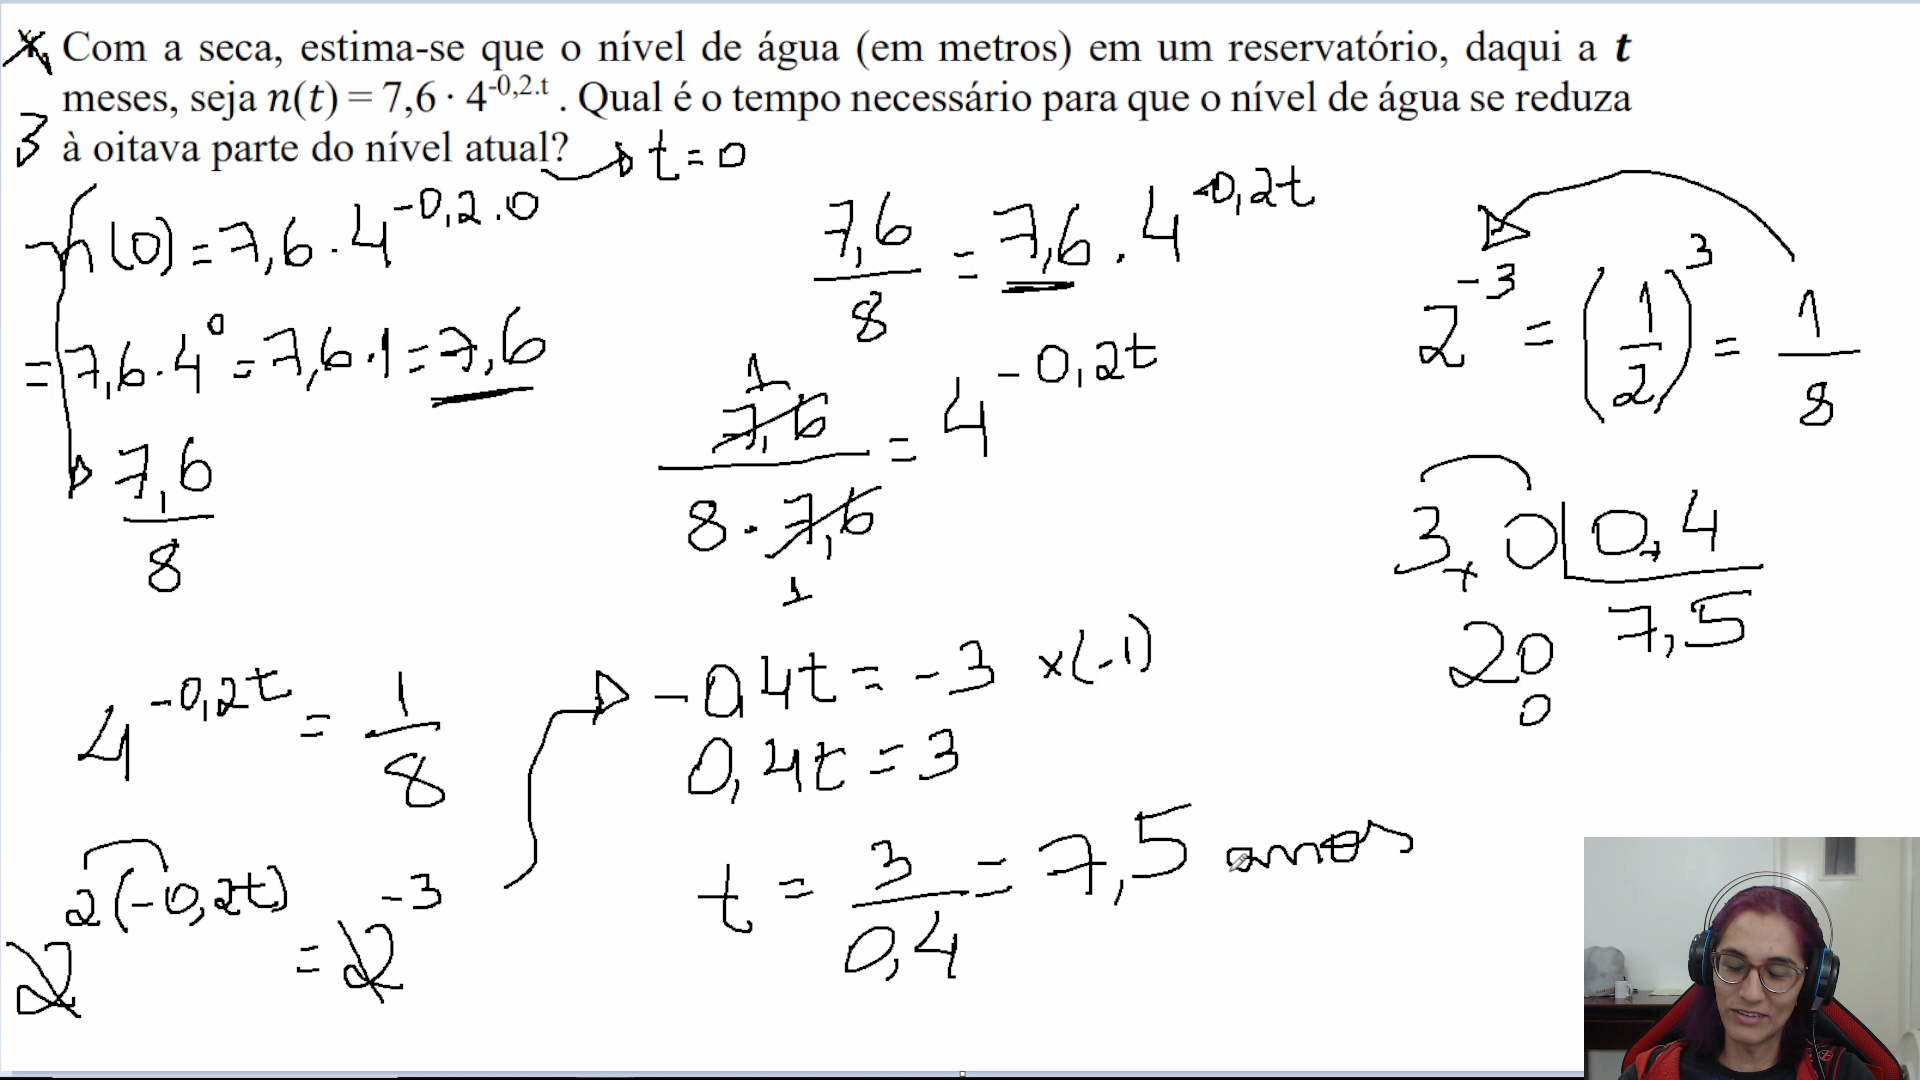 Com a seca, estima-se que o nível de água (em metros) em um reservatório, daqui a t
meses, seja n(t) = 7,6 · 4^-0,2.t . Qual é o tempo necessário para que o nível de água se reduza
3 à oitava parte do nível atual? t = 0
n(0) = 7,6 · 4^-0,2.0
= 7,6 · 4^0 = 7,6 · 1 = 7,6
7,6/8
7,6/8 = 7,6 · 4^-0,2t
1
7,6/(8 · 7,6) = 4^-0,2t
1
2^-3 = (1/2)^3 = 1/8
3,0 | 0,4
20 7,5
0
4^-0,2t = 1/8
2^2(-0,2t) = 2^-3
-0,4t = -3 x(-1)
0,4t = 3
t = 3/0,4 = 7,5 anos